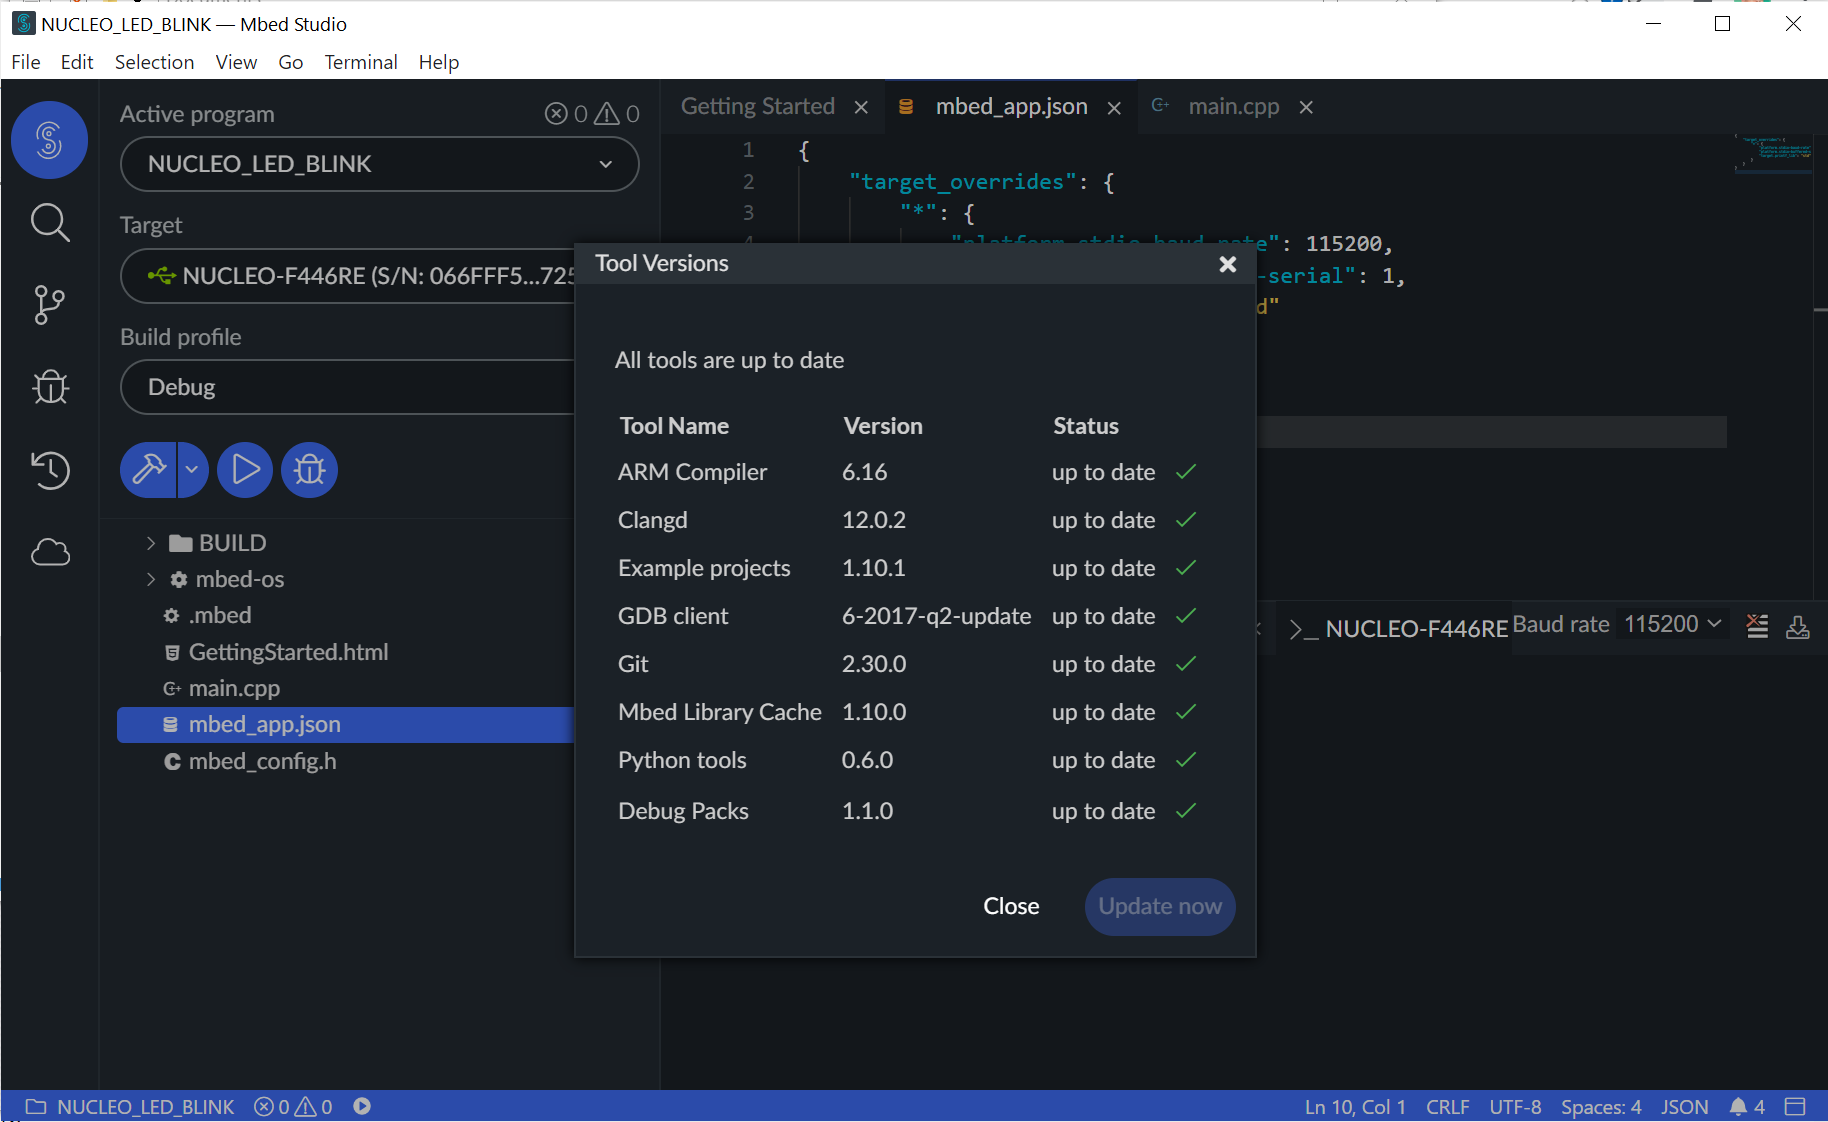 NUCLEO_LED_BLINK — Mbed Studio
File Edit Selection View Go Terminal Help
Active program 0 0
NUCLEO_LED_BLINK
Target
NUCLEO-F446RE (S/N: 066FFF5...725
Build profile
Debug
BUILD
mbed-os
.mbed
GettingStarted.html
main.cpp
mbed_app.json
mbed_config.h
Getting Started mbed_app.json main.cpp
1 {
2 "target_overrides": {
3 "*": {
4 "platform.stdio-baud-rate": 115200,
-serial": 1,
d"
Tool Versions
All tools are up to date
Tool Name Version Status
ARM Compiler 6.16 up to date
Clangd 12.0.2 up to date
Example projects 1.10.1 up to date
GDB client 6-2017-q2-update up to date
Git 2.30.0 up to date
Mbed Library Cache 1.10.0 up to date
Python tools 0.6.0 up to date
Debug Packs 1.1.0 up to date
Close Update now
>_ NUCLEO-F446RE Baud rate 115200
NUCLEO_LED_BLINK 0 0 Ln 10, Col 1 CRLF UTF-8 Spaces: 4 JSON 4